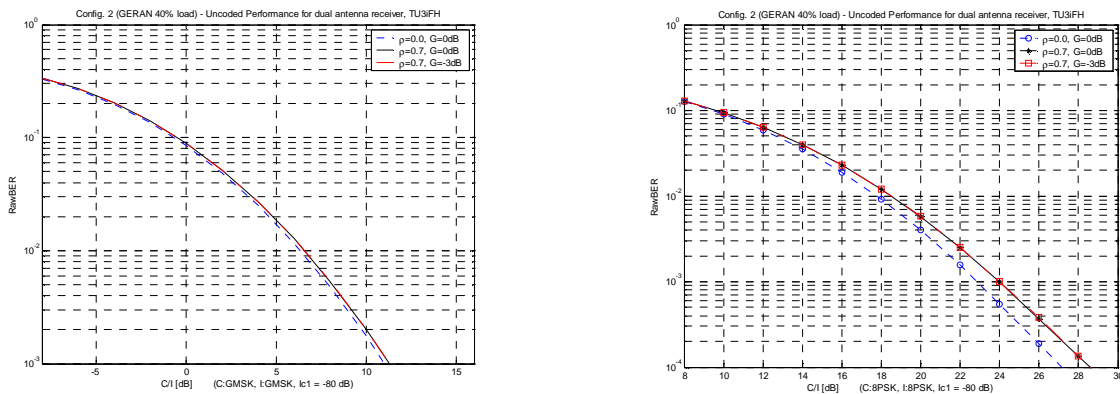 Config. 2 (GERAN 40% load) - Uncoded Performance for dual antenna receiver, TU3iFH
10^0
10^-1
10^-2
10^-3
RawBER
ρ=0.0, G=0dB
ρ=0.7, G=0dB
ρ=0.7, G=-3dB
-5 0 5 10 15
C/I [dB] (C:GMSK, I:GMSK, Ic1 = -80 dB)
Config. 2 (GERAN 40% load) - Uncoded Performance for dual antenna receiver, TU3iFH
10^0
10^-1
10^-2
10^-3
10^-4
RawBER
ρ=0.0, G=0dB
ρ=0.7, G=0dB
ρ=0.7, G=-3dB
8 10 12 14 16 18 20 22 24 26 28 30
C/I [dB] (C:8PSK, I:8PSK, Ic1 = -80 dB)